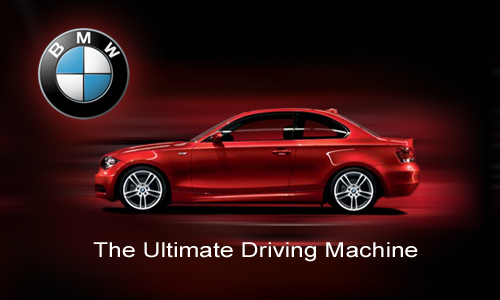 BMW
The Ultimate Driving Machine